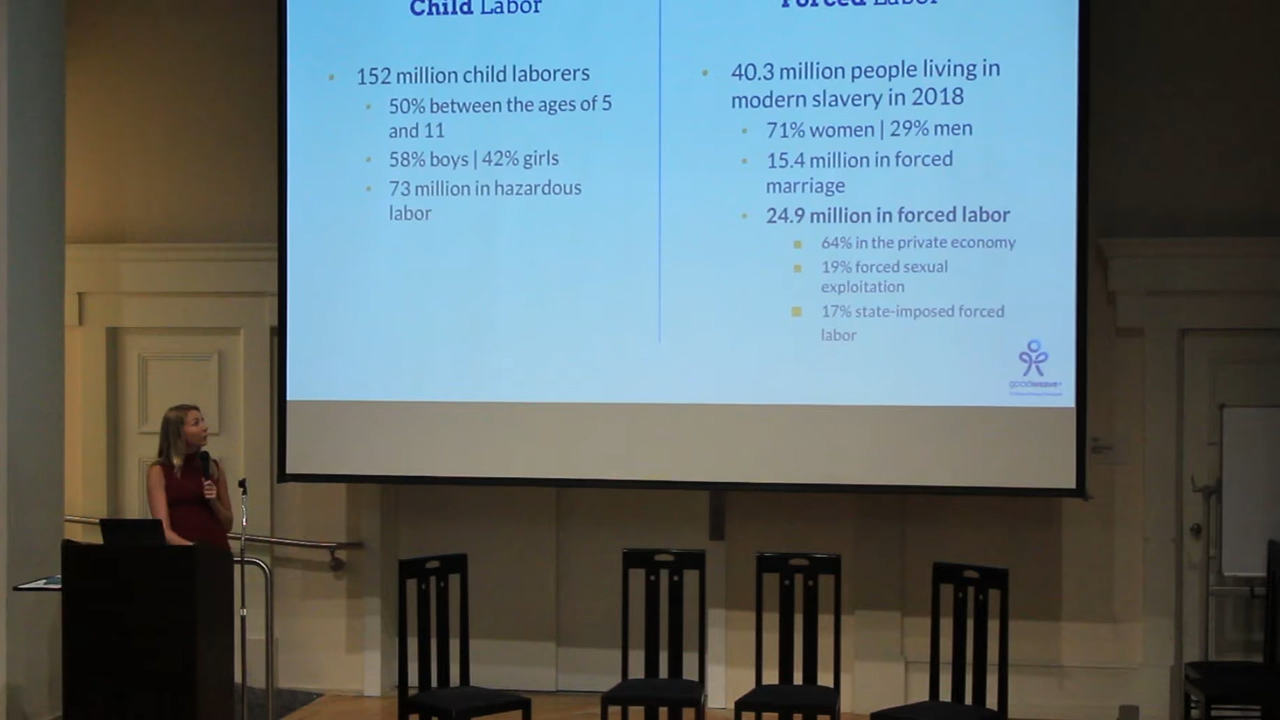 Child Labor
152 million child laborers
50% between the ages of 5
and 11
58% boys | 42% girls
73 million in hazardous
labor
Forced Labor
40.3 million people living in
modern slavery in 2018
71% women | 29% men
15.4 million in forced
marriage
24.9 million in forced labor
64% in the private economy
19% forced sexual
exploitation
17% state-imposed forced
labor
goodweave